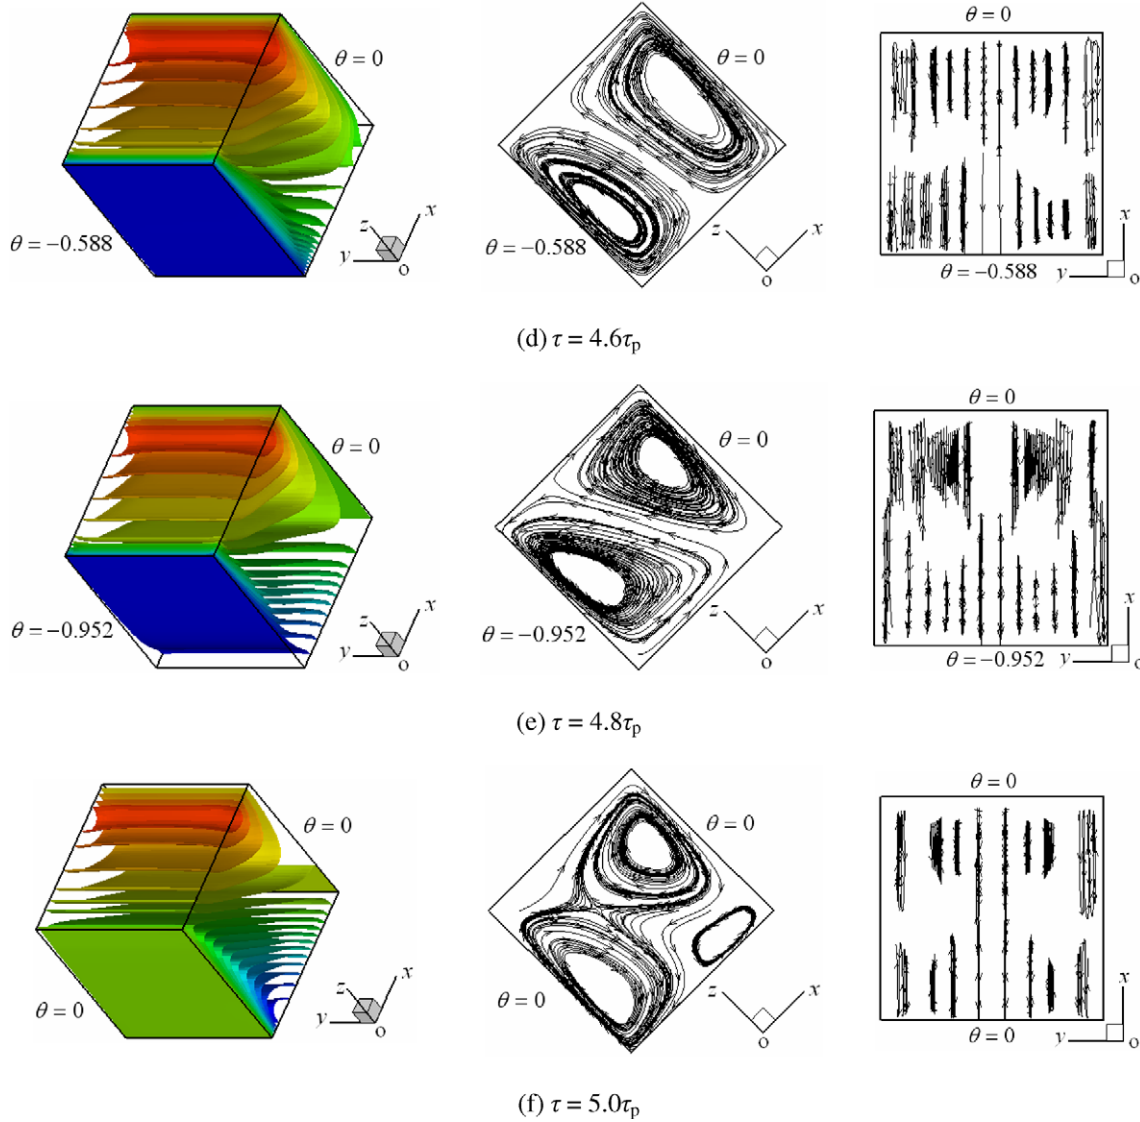 θ = 0
θ = 0
θ = 0
θ = −0.588
z
x
y
o
θ = −0.588
z
x
o
x
θ = −0.588
y
o
(d) τ = 4.6τp
θ = 0
θ = 0
θ = 0
θ = −0.952
z
x
y
o
θ = −0.952
z
x
o
x
θ = −0.952
y
o
(e) τ = 4.8τp
θ = 0
θ = 0
θ = 0
θ = 0
z
x
y
o
θ = 0
z
x
o
x
θ = 0
y
o
(f) τ = 5.0τp